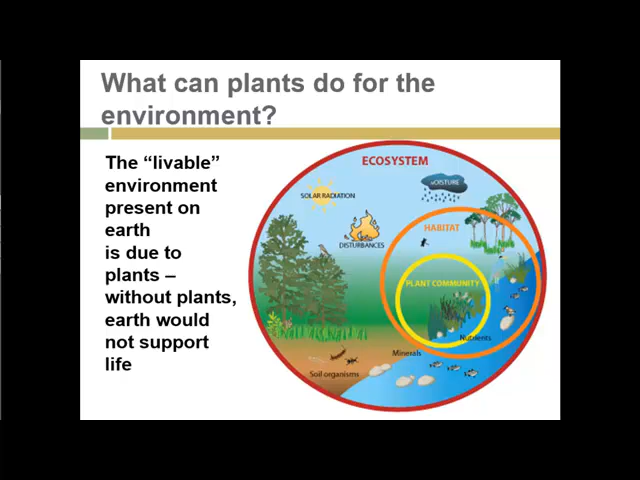 What can plants do for the
environment?
The “livable”
environment
present on
earth
is due to
plants –
without plants,
earth would
not support
life
ECOSYSTEM
MOISTURE
SOLAR RADIATION
HABITAT
DISTURBANCES
PLANT COMMUNITY
Nutrients
Minerals
Soil organisms